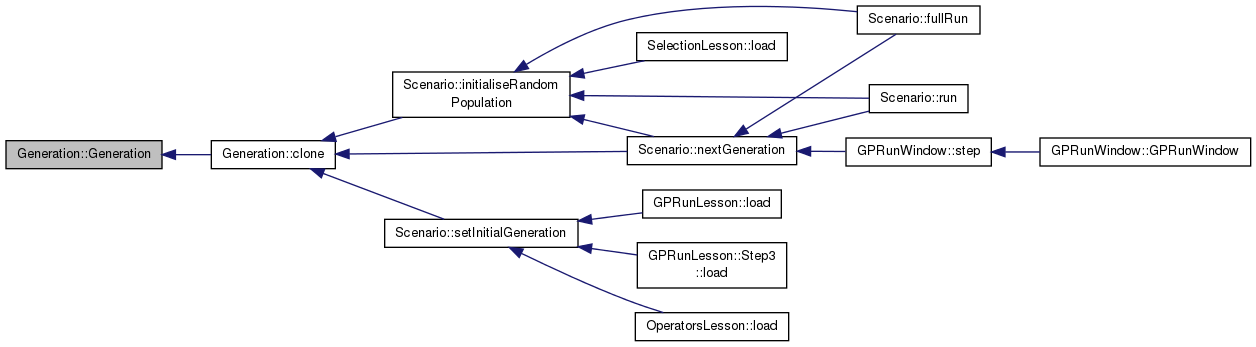 Generation::Generation
Generation::clone
Scenario::initialiseRandom
Population
Scenario::fullRun
SelectionLesson::load
Scenario::run
Scenario::nextGeneration
GPRunWindow::step
GPRunWindow::GPRunWindow
Scenario::setInitialGeneration
GPRunLesson::load
GPRunLesson::Step3
::load
OperatorsLesson::load